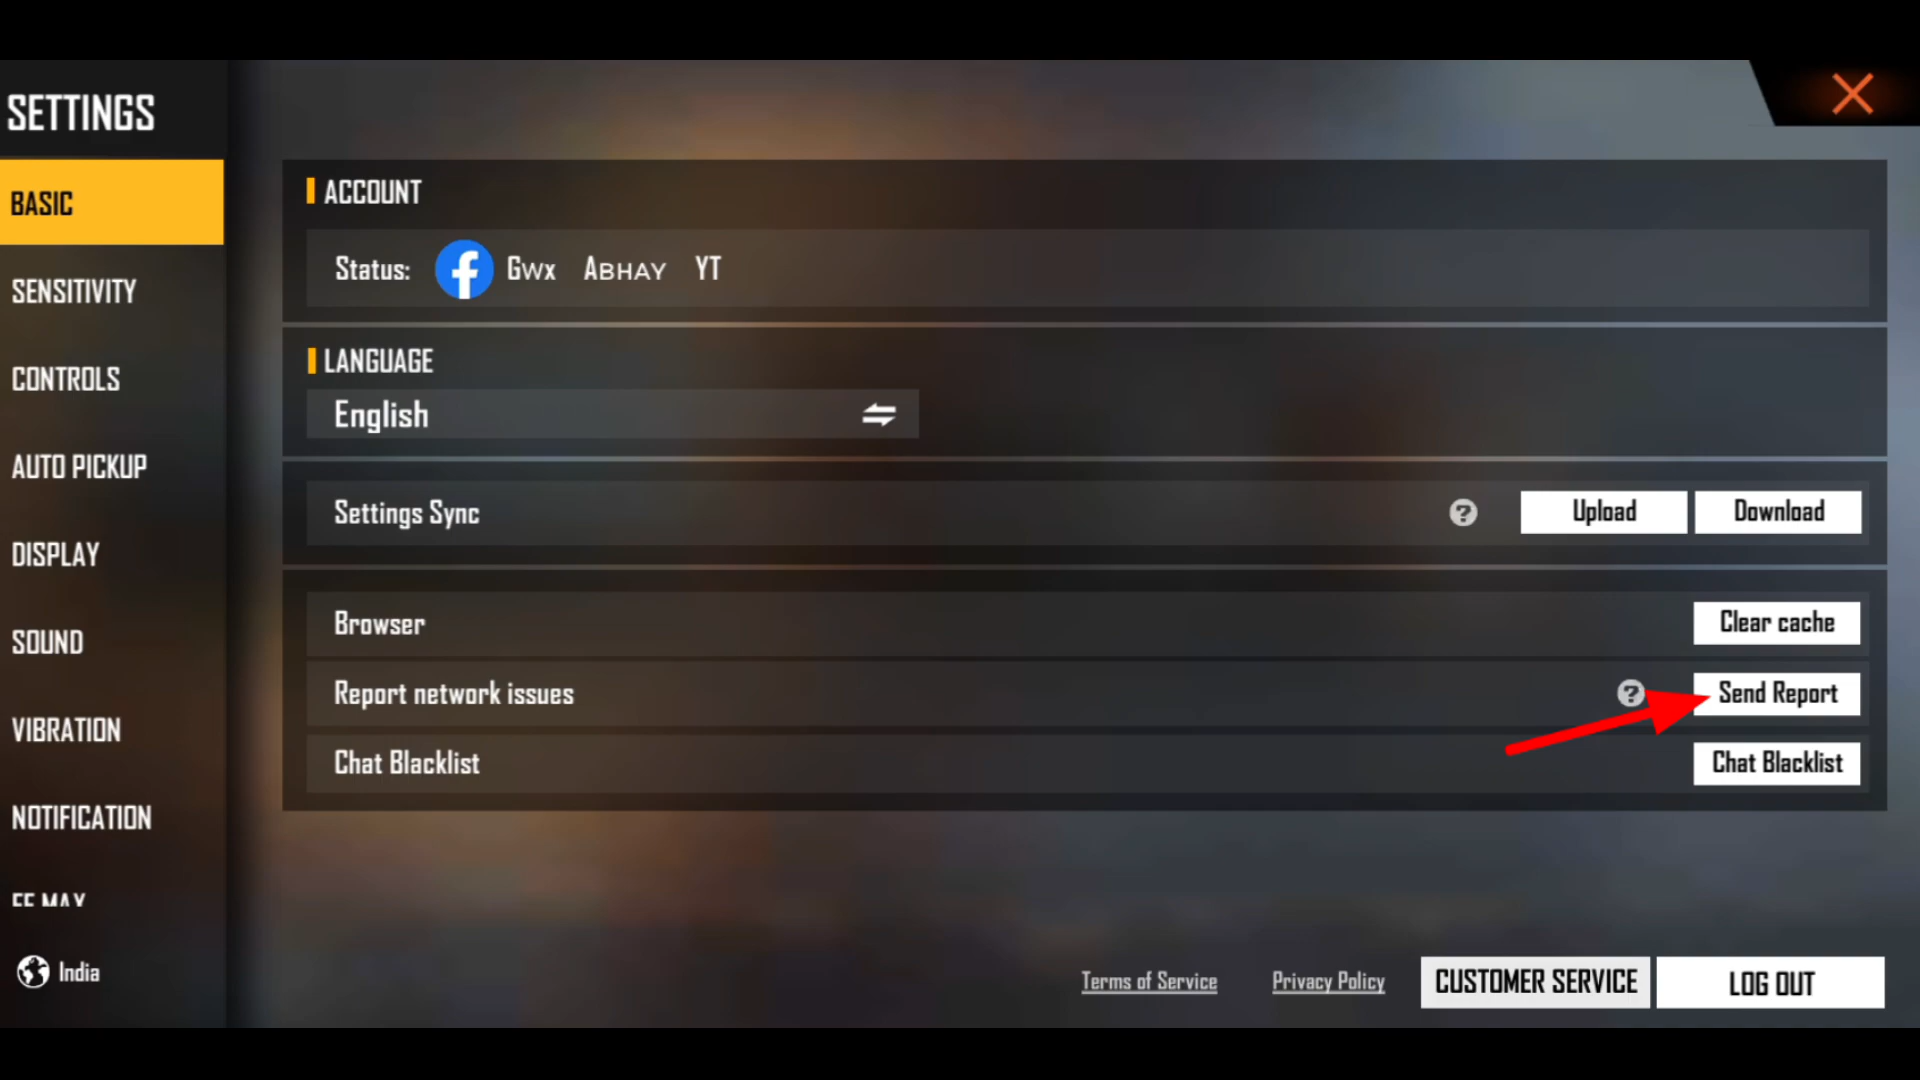 SETTINGS
BASIC
SENSITIVITY
CONTROLS
AUTO PICKUP
DISPLAY
SOUND
VIBRATION
NOTIFICATION
FF MAX
India
ACCOUNT
Status: Gwx Abhay YT
LANGUAGE
English
Settings Sync ? Upload Download
Browser Clear cache
Report network issues ? Send Report
Chat Blacklist Chat Blacklist
Terms of Service Privacy Policy CUSTOMER SERVICE LOG OUT